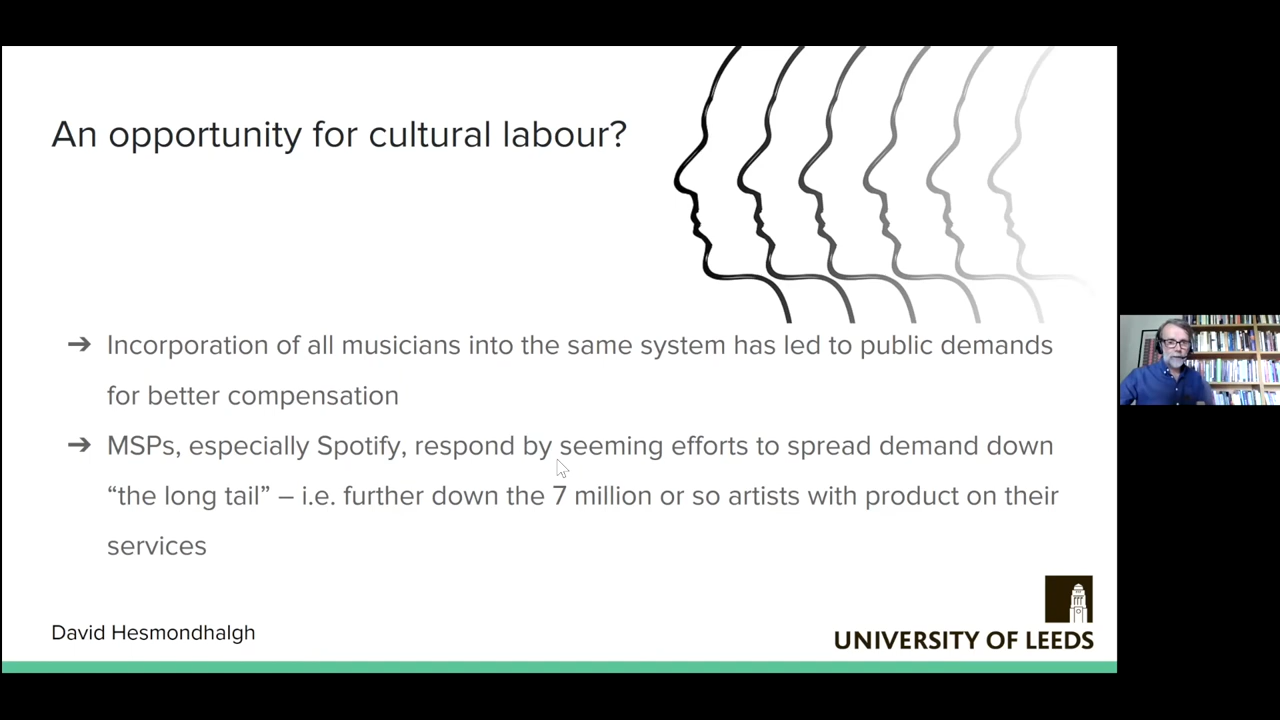 An opportunity for cultural labour?
➔ Incorporation of all musicians into the same system has led to public demands
for better compensation
➔ MSPs, especially Spotify, respond by seeming efforts to spread demand down
“the long tail” – i.e. further down the 7 million or so artists with product on their
services
David Hesmondhalgh
UNIVERSITY OF LEEDS